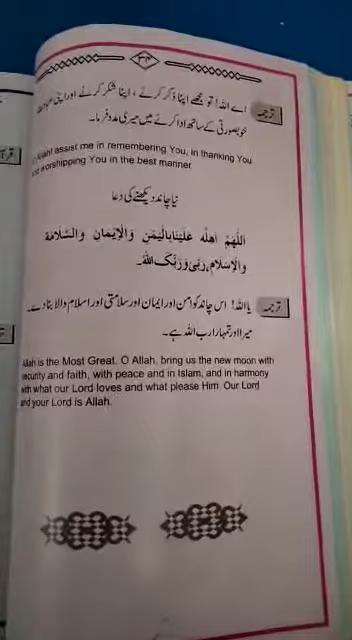 ۳۴
ترجمہ
اے اللہ! تو مجھے اپنا ذکر کرنے، اپنا شکر کرنے اور اپنی
خوبصورتی کے ساتھ ادا کرنے میں میری مدد فرما۔
assist me in remembering You, in thanking You
worshipping You in the best manner
نیا چاند دیکھنے کی دعا
اَللّٰهُمَّ اَهِلَّهُ عَلَيْنَا بِالْيُمْنِ وَالْاِيْمَانِ وَالسَّلَامَةِ
وَالْاِسْلَامِ رَبِّىْ وَرَبُّكَ اللهُ۔
ترجمہ
یا اللہ! اس چاند کو امن اور ایمان اور سلامتی اور اسلام والا بنا دے۔
میرا اور تمہارا رب اللہ ہے۔
Allah is the Most Great. O Allah, bring us the new moon with
security and faith, with peace and in Islam, and in harmony
with what our Lord loves and what please Him. Our Lord
and your Lord is Allah.